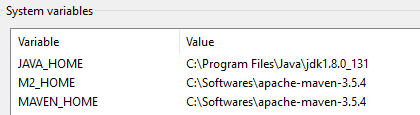 System variables
Variable Value
JAVA_HOME C:\Program Files\Java\jdk1.8.0_131
M2_HOME C:\Softwares\apache-maven-3.5.4
MAVEN_HOME C:\Softwares\apache-maven-3.5.4